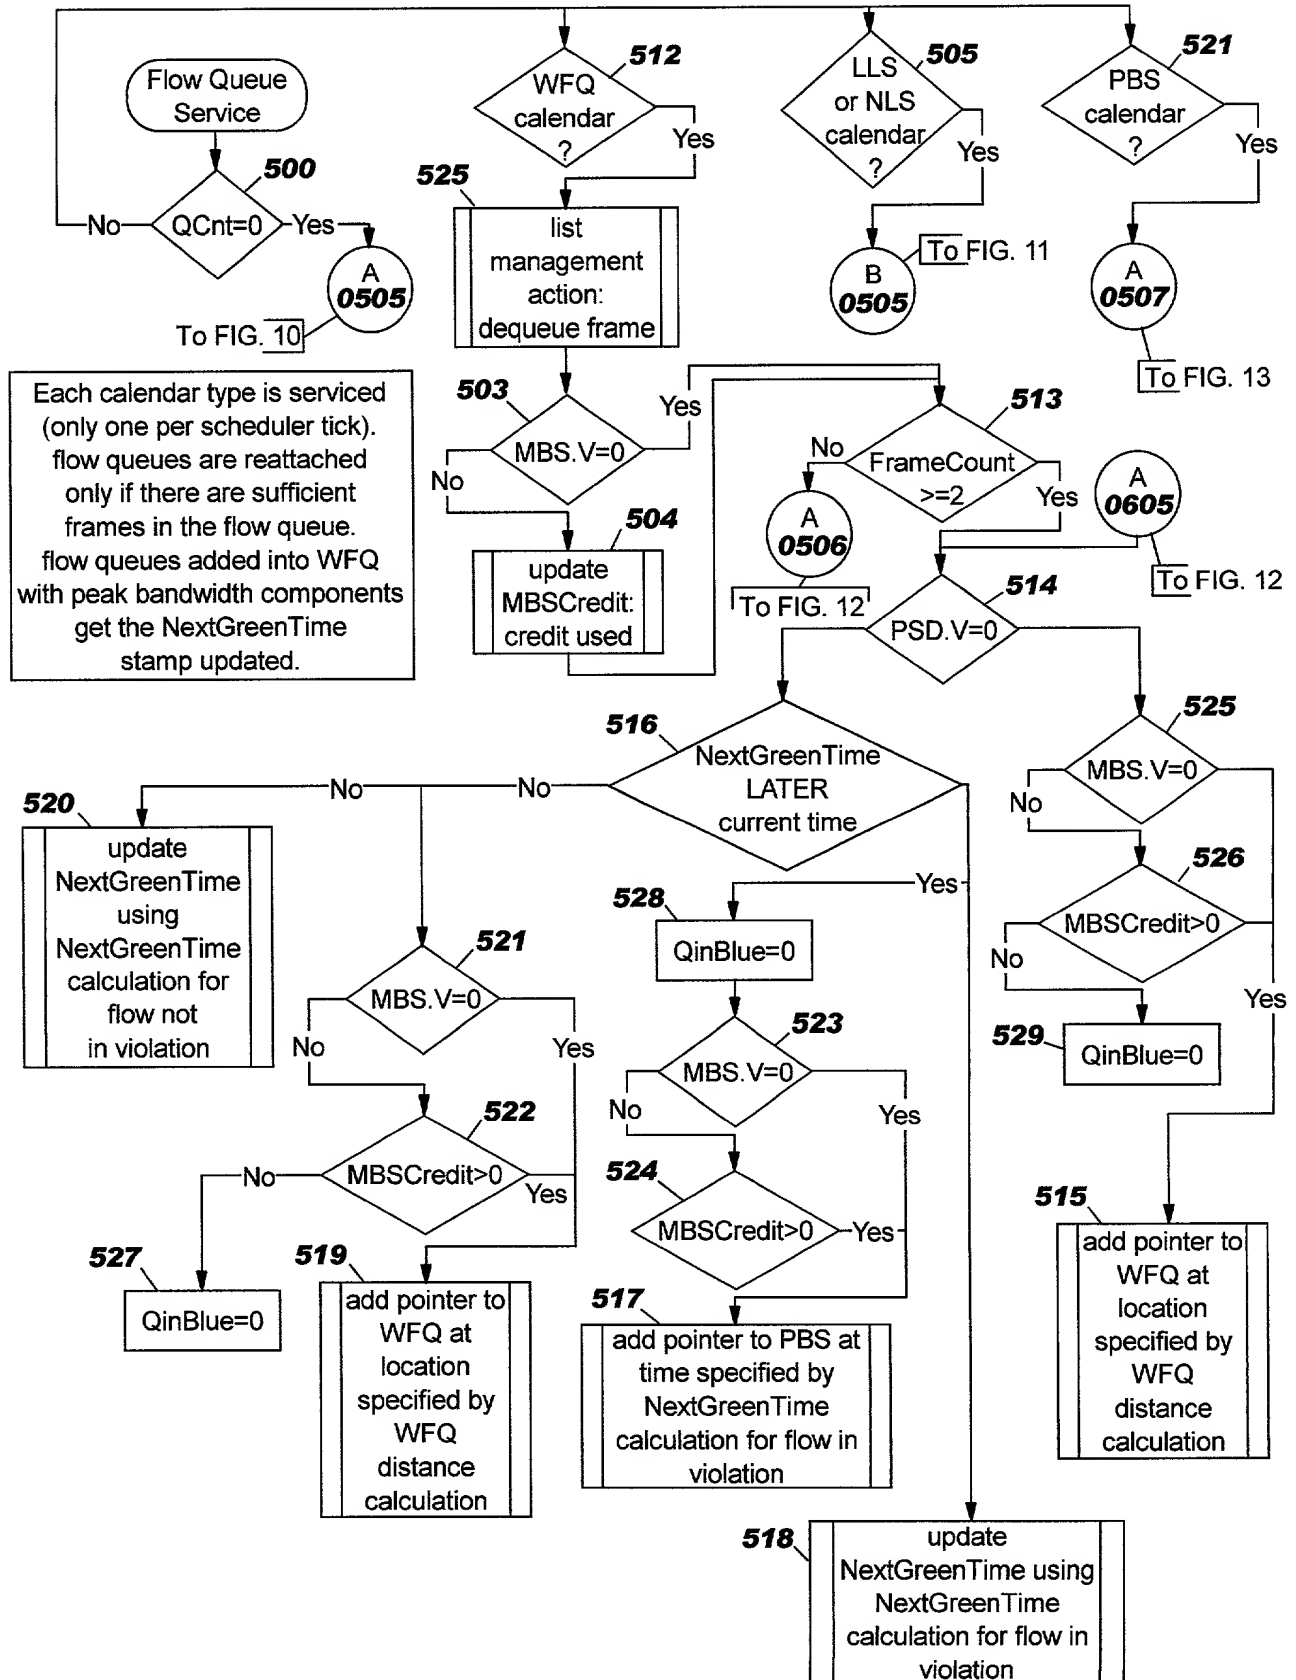 Flow Queue
Service
500
QCnt=0
No
Yes
A
0505
To FIG. 10
512
WFQ
calendar
?
Yes
525
list
management
action:
dequeue frame
505
LLS
or NLS
calendar
?
Yes
B
0505
To FIG. 11
521
PBS
calendar
?
Yes
A
0507
To FIG. 13
Each calendar type is serviced
(only one per scheduler tick).
flow queues are reattached
only if there are sufficient
frames in the flow queue.
flow queues added into WFQ
with peak bandwidth components
get the NextGreenTime
stamp updated.
503
MBS.V=0
Yes
No
504
update
MBSCredit:
credit used
513
FrameCount
>=2
No
Yes
A
0506
To FIG. 12
A
0605
To FIG. 12
514
PSD.V=0
516
NextGreenTime
LATER
current time
No
No
Yes
520
update
NextGreenTime
using
NextGreenTime
calculation for
flow not
in violation
521
MBS.V=0
No
Yes
522
MBSCredit>0
No
Yes
527
QinBlue=0
519
add pointer to
WFQ at
location
specified by
WFQ
distance
calculation
528
QinBlue=0
523
MBS.V=0
No
Yes
524
MBSCredit>0
Yes
517
add pointer to PBS at
time specified by
NextGreenTime
calculation for flow in
violation
518
update
NextGreenTime using
NextGreenTime
calculation for flow in
violation
525
MBS.V=0
No
526
MBSCredit>0
No
Yes
529
QinBlue=0
515
add pointer to
WFQ at
location
specified by
WFQ
distance
calculation